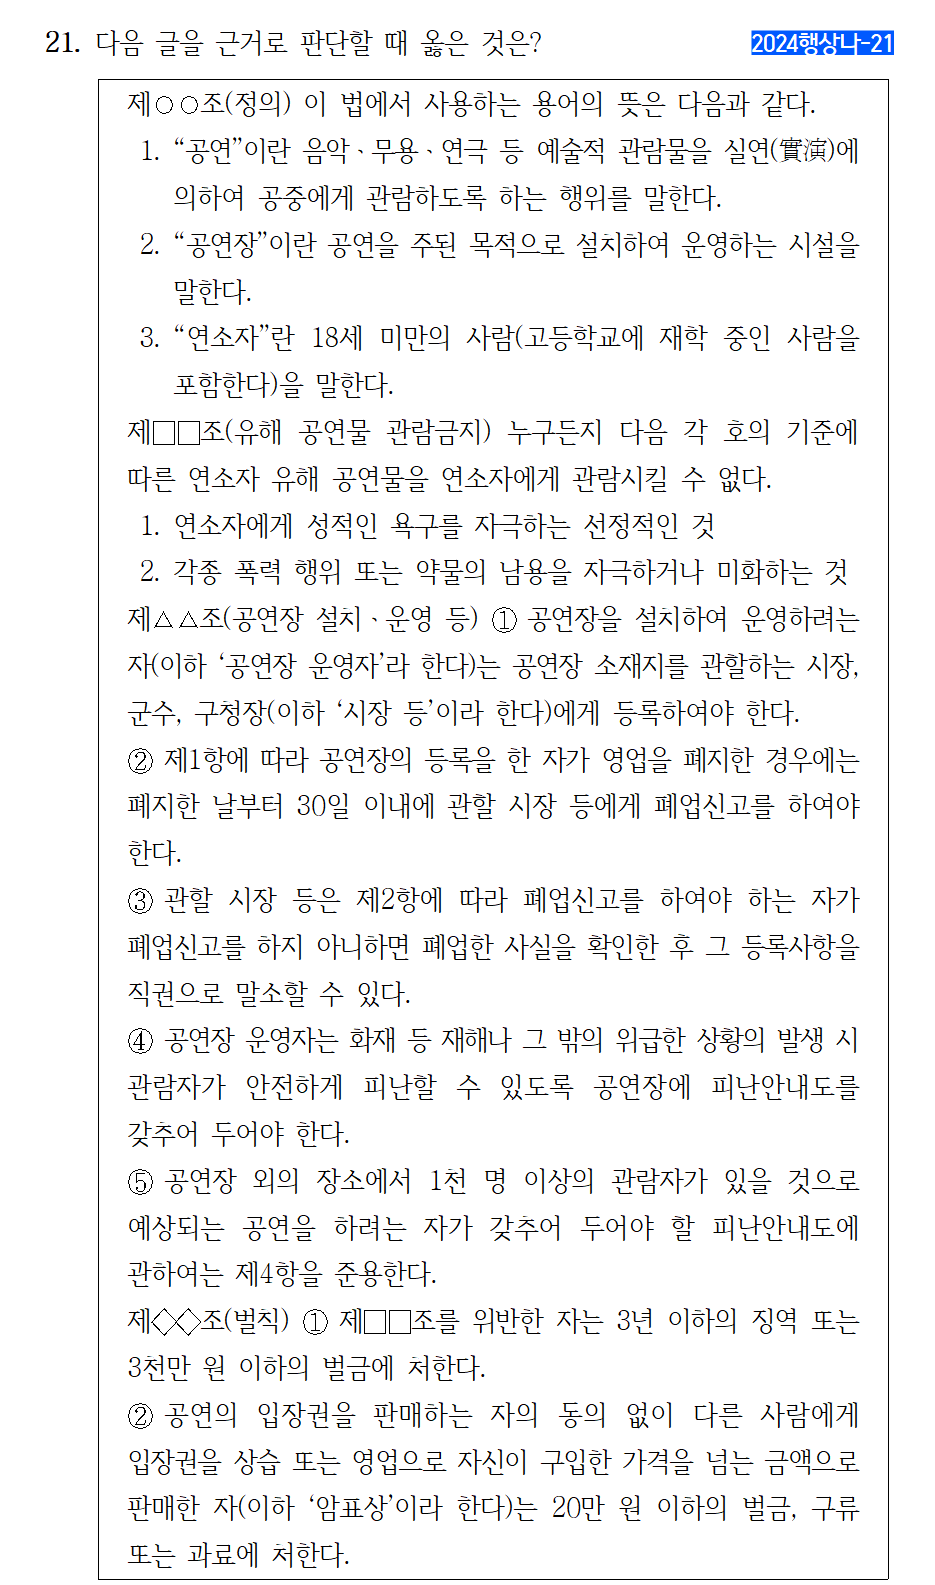 21. 다음 글을 근거로 판단할 때 옳은 것은?
2024행상나-21
제○○조(정의) 이 법에서 사용하는 용어의 뜻은 다음과 같다.
1. “공연”이란 음악ㆍ무용ㆍ연극 등 예술적 관람물을 실연(實演)에
의하여 공중에게 관람하도록 하는 행위를 말한다.
2. “공연장”이란 공연을 주된 목적으로 설치하여 운영하는 시설을
말한다.
3. “연소자”란 18세 미만의 사람(고등학교에 재학 중인 사람을
포함한다)을 말한다.
제□□조(유해 공연물 관람금지) 누구든지 다음 각 호의 기준에
따른 연소자 유해 공연물을 연소자에게 관람시킬 수 없다.
1. 연소자에게 성적인 욕구를 자극하는 선정적인 것
2. 각종 폭력 행위 또는 약물의 남용을 자극하거나 미화하는 것
제△△조(공연장 설치ㆍ운영 등) ① 공연장을 설치하여 운영하려는
자(이하 ‘공연장 운영자’라 한다)는 공연장 소재지를 관할하는 시장,
군수, 구청장(이하 ‘시장 등’이라 한다)에게 등록하여야 한다.
② 제1항에 따라 공연장의 등록을 한 자가 영업을 폐지한 경우에는
폐지한 날부터 30일 이내에 관할 시장 등에게 폐업신고를 하여야
한다.
③ 관할 시장 등은 제2항에 따라 폐업신고를 하여야 하는 자가
폐업신고를 하지 아니하면 폐업한 사실을 확인한 후 그 등록사항을
직권으로 말소할 수 있다.
④ 공연장 운영자는 화재 등 재해나 그 밖의 위급한 상황의 발생 시
관람자가 안전하게 피난할 수 있도록 공연장에 피난안내도를
갖추어 두어야 한다.
⑤ 공연장 외의 장소에서 1천 명 이상의 관람자가 있을 것으로
예상되는 공연을 하려는 자가 갖추어 두어야 할 피난안내도에
관하여는 제4항을 준용한다.
제◇◇조(벌칙) ① 제□□조를 위반한 자는 3년 이하의 징역 또는
3천만 원 이하의 벌금에 처한다.
② 공연의 입장권을 판매하는 자의 동의 없이 다른 사람에게
입장권을 상습 또는 영업으로 자신이 구입한 가격을 넘는 금액으로
판매한 자(이하 ‘암표상’이라 한다)는 20만 원 이하의 벌금, 구류
또는 과료에 처한다.